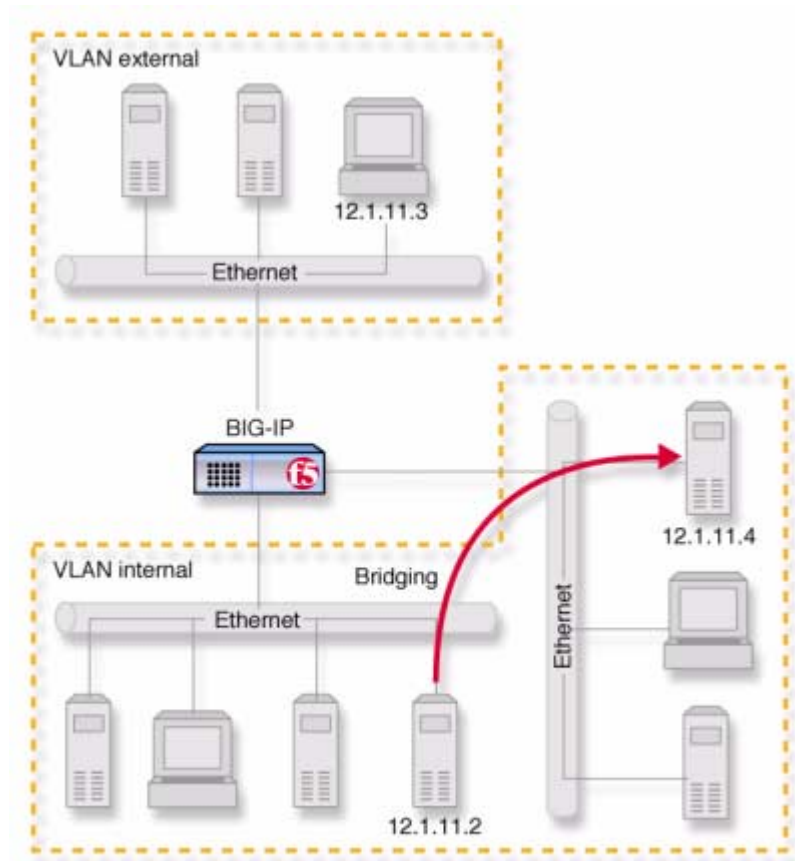 VLAN external
12.1.11.3
Ethernet
BIG-IP
f5
12.1.11.4
VLAN internal
Bridging
Ethernet
Ethernet
12.1.11.2